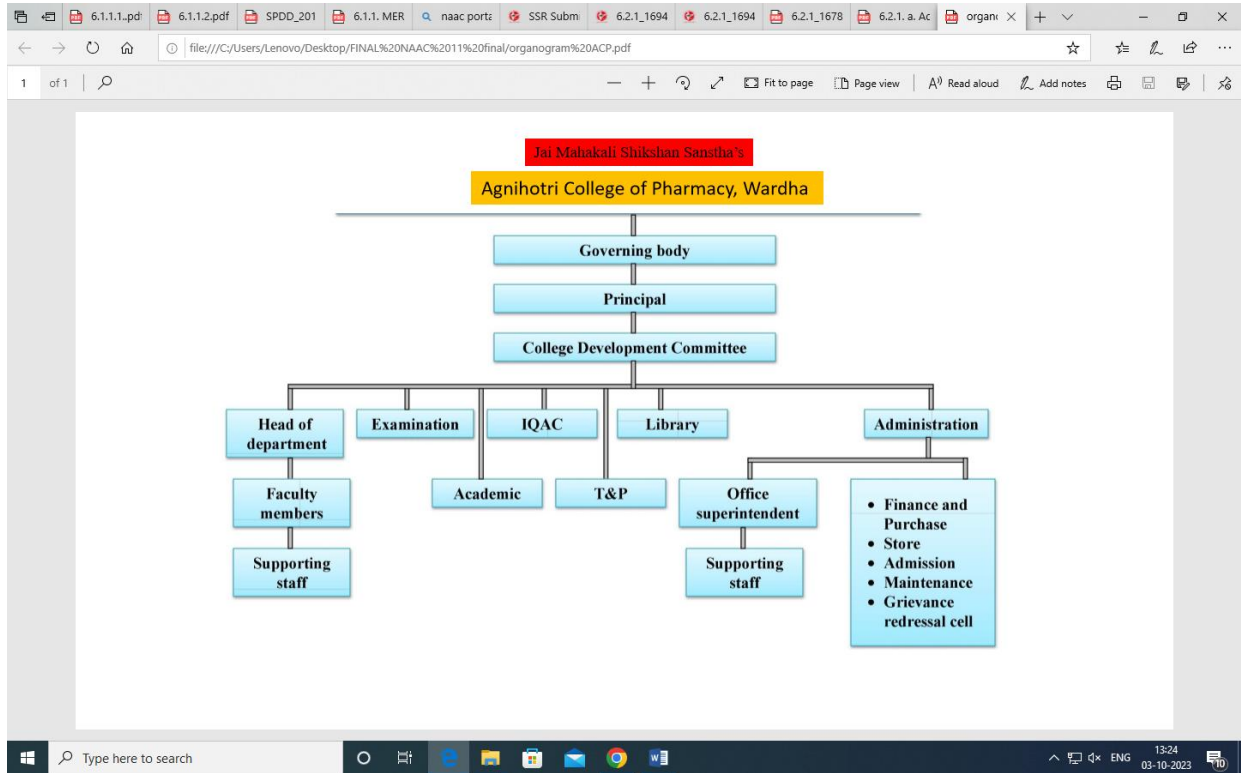 6.1.1.1..pd
6.1.1.2.pdf
SPDD_201
6.1.1. MER
naac porta
SSR Subm
6.2.1_1694
6.2.1_1694
6.2.1_1678
6.2.1. a. Ac
organo
file:///C:/Users/Lenovo/Desktop/FINAL%20NAAC%2011%20final/organogram%20ACP.pdf
1 of 1
Fit to page
Page view
Read aloud
Add notes
Jai Mahakali Shikshan Sanstha's
Agnihotri College of Pharmacy, Wardha
Governing body
Principal
College Development Committee
Head of
department
Examination
IQAC
Library
Administration
Faculty
members
Academic
T&P
Office
superintendent
• Finance and
Purchase
• Store
• Admission
• Maintenance
• Grievance
redressal cell
Supporting
staff
Supporting
staff
Type here to search
ENG
13:24
03-10-2023